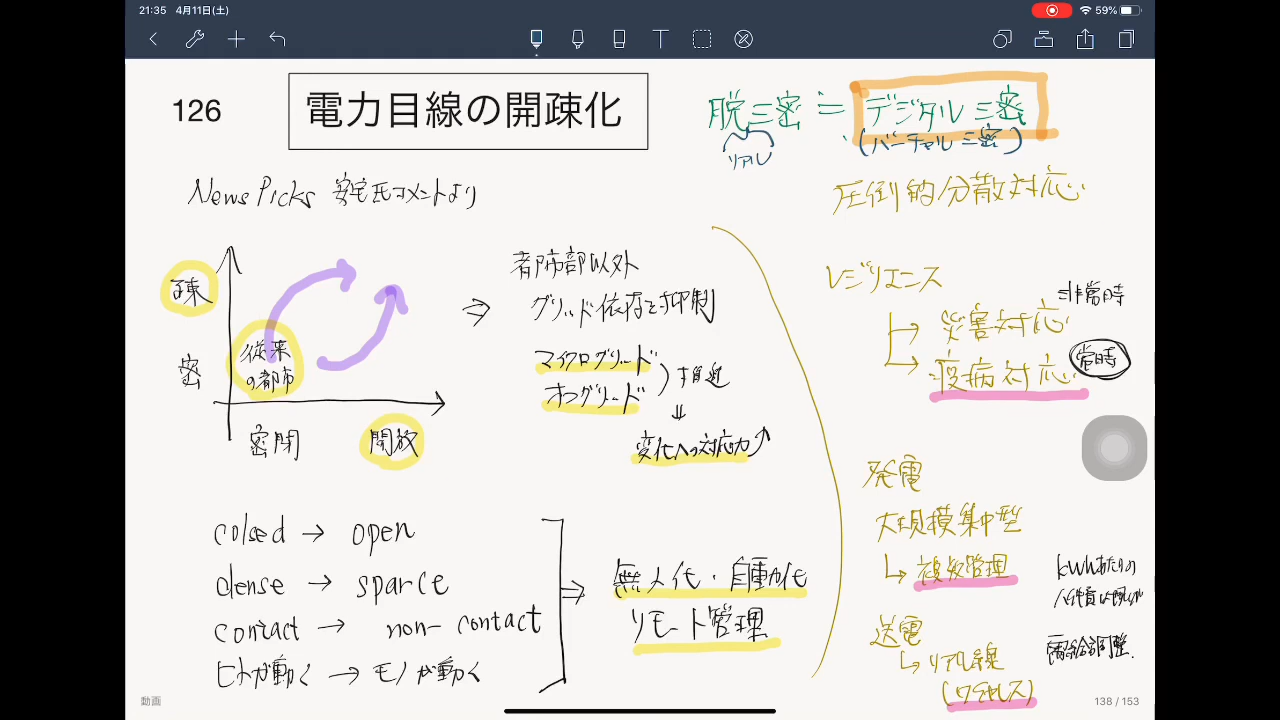 21:35 4月11日(土)
59%
126
電力目線の開疎化
脱三密 ≒ デジタル三密
リアル
(バーチャル三密)
圧倒的分散対応
News Picks 安宅氏コメントより
疎
密
従来
の都市
密閉
開放
⇒
都市部以外
グリッド依存を抑制
マイクログリッド
オフグリッド
↓
変化への対応力↑
colsed → open
dense → sparce
contact → non-contact
ヒトが動く → モノが動く
⇒
無人化・自動化
リモート管理
レジリエンス
→ 災害対応
非常時
→ 疫病対応
常時
発電
大規模集中型
↳ 複数管理
kWhあたりの
需給調整
送電
↳ リアル線
(ワイヤレス)
動画
138 / 153